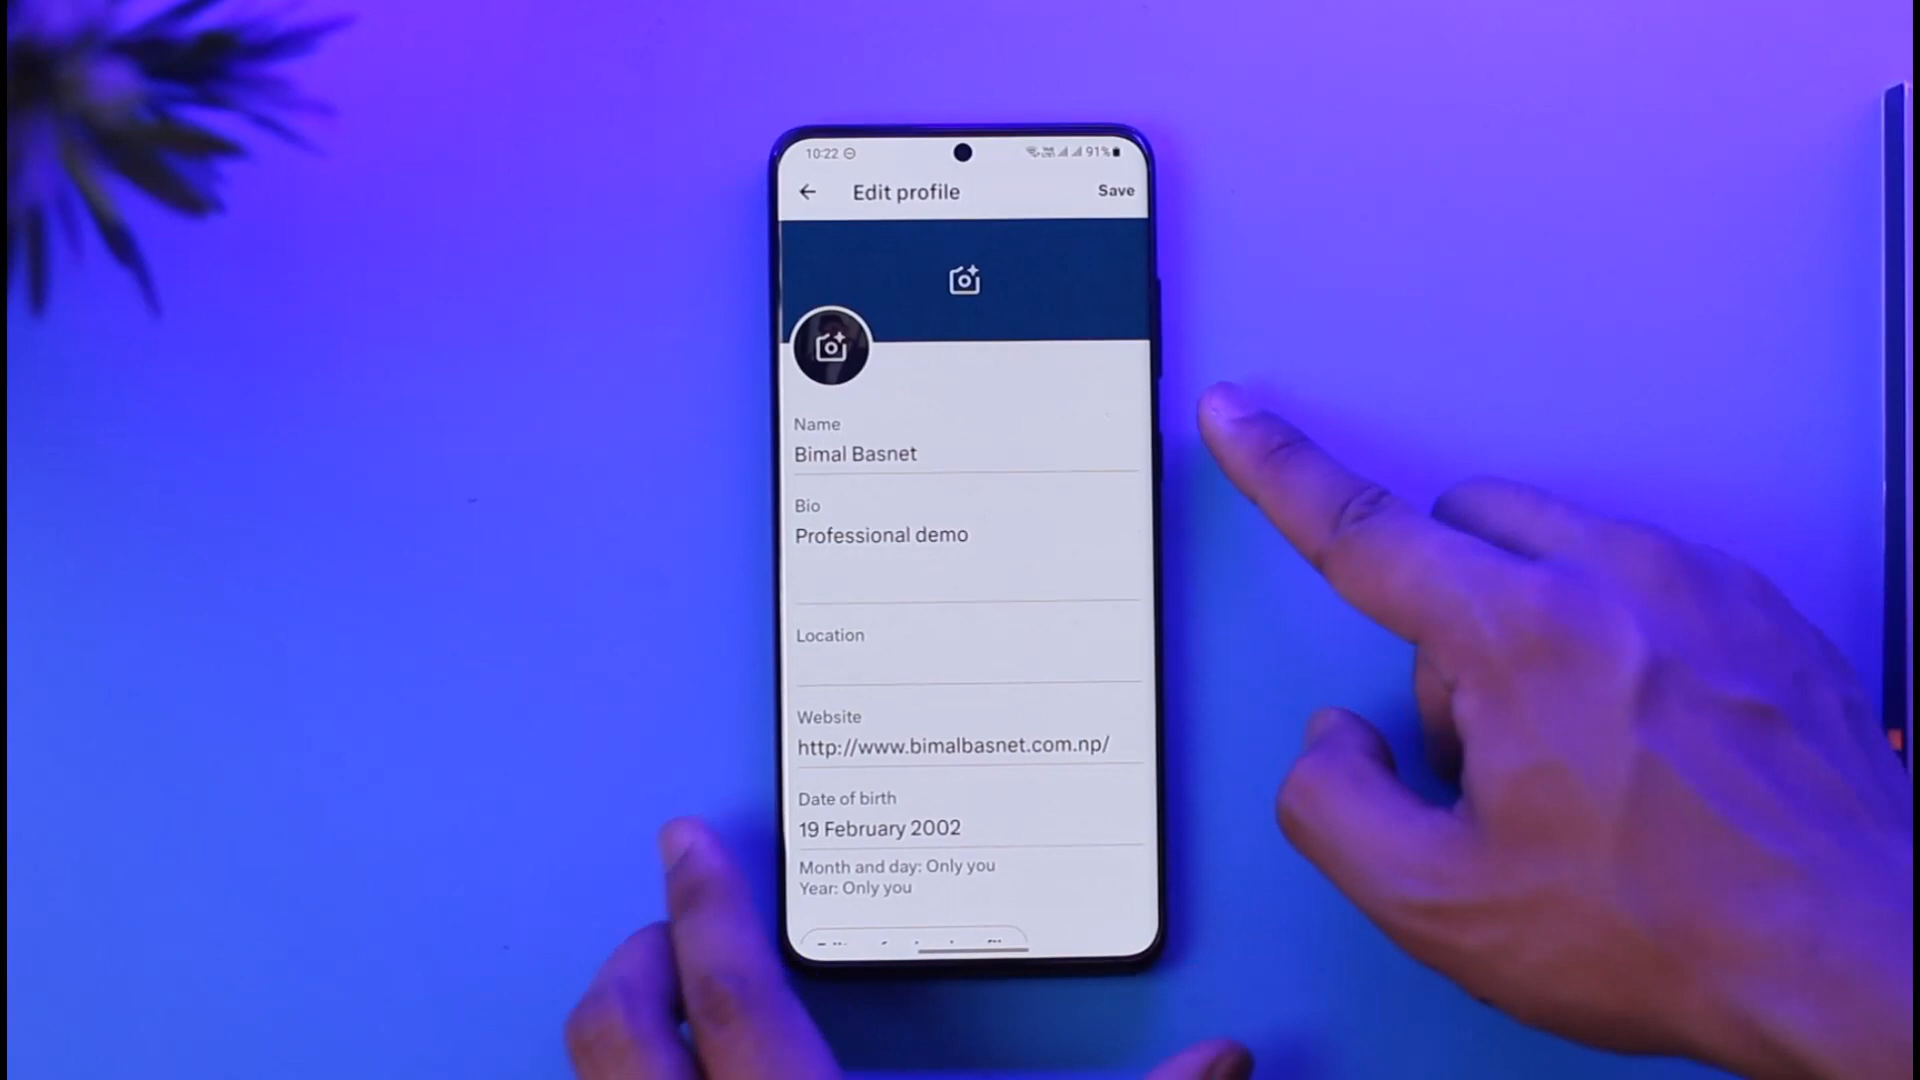 10:22
91%
Edit profile
Save
Name
Bimal Basnet
Bio
Professional demo
Location
Website
http://www.bimalbasnet.com.np/
Date of birth
19 February 2002
Month and day: Only you
Year: Only you